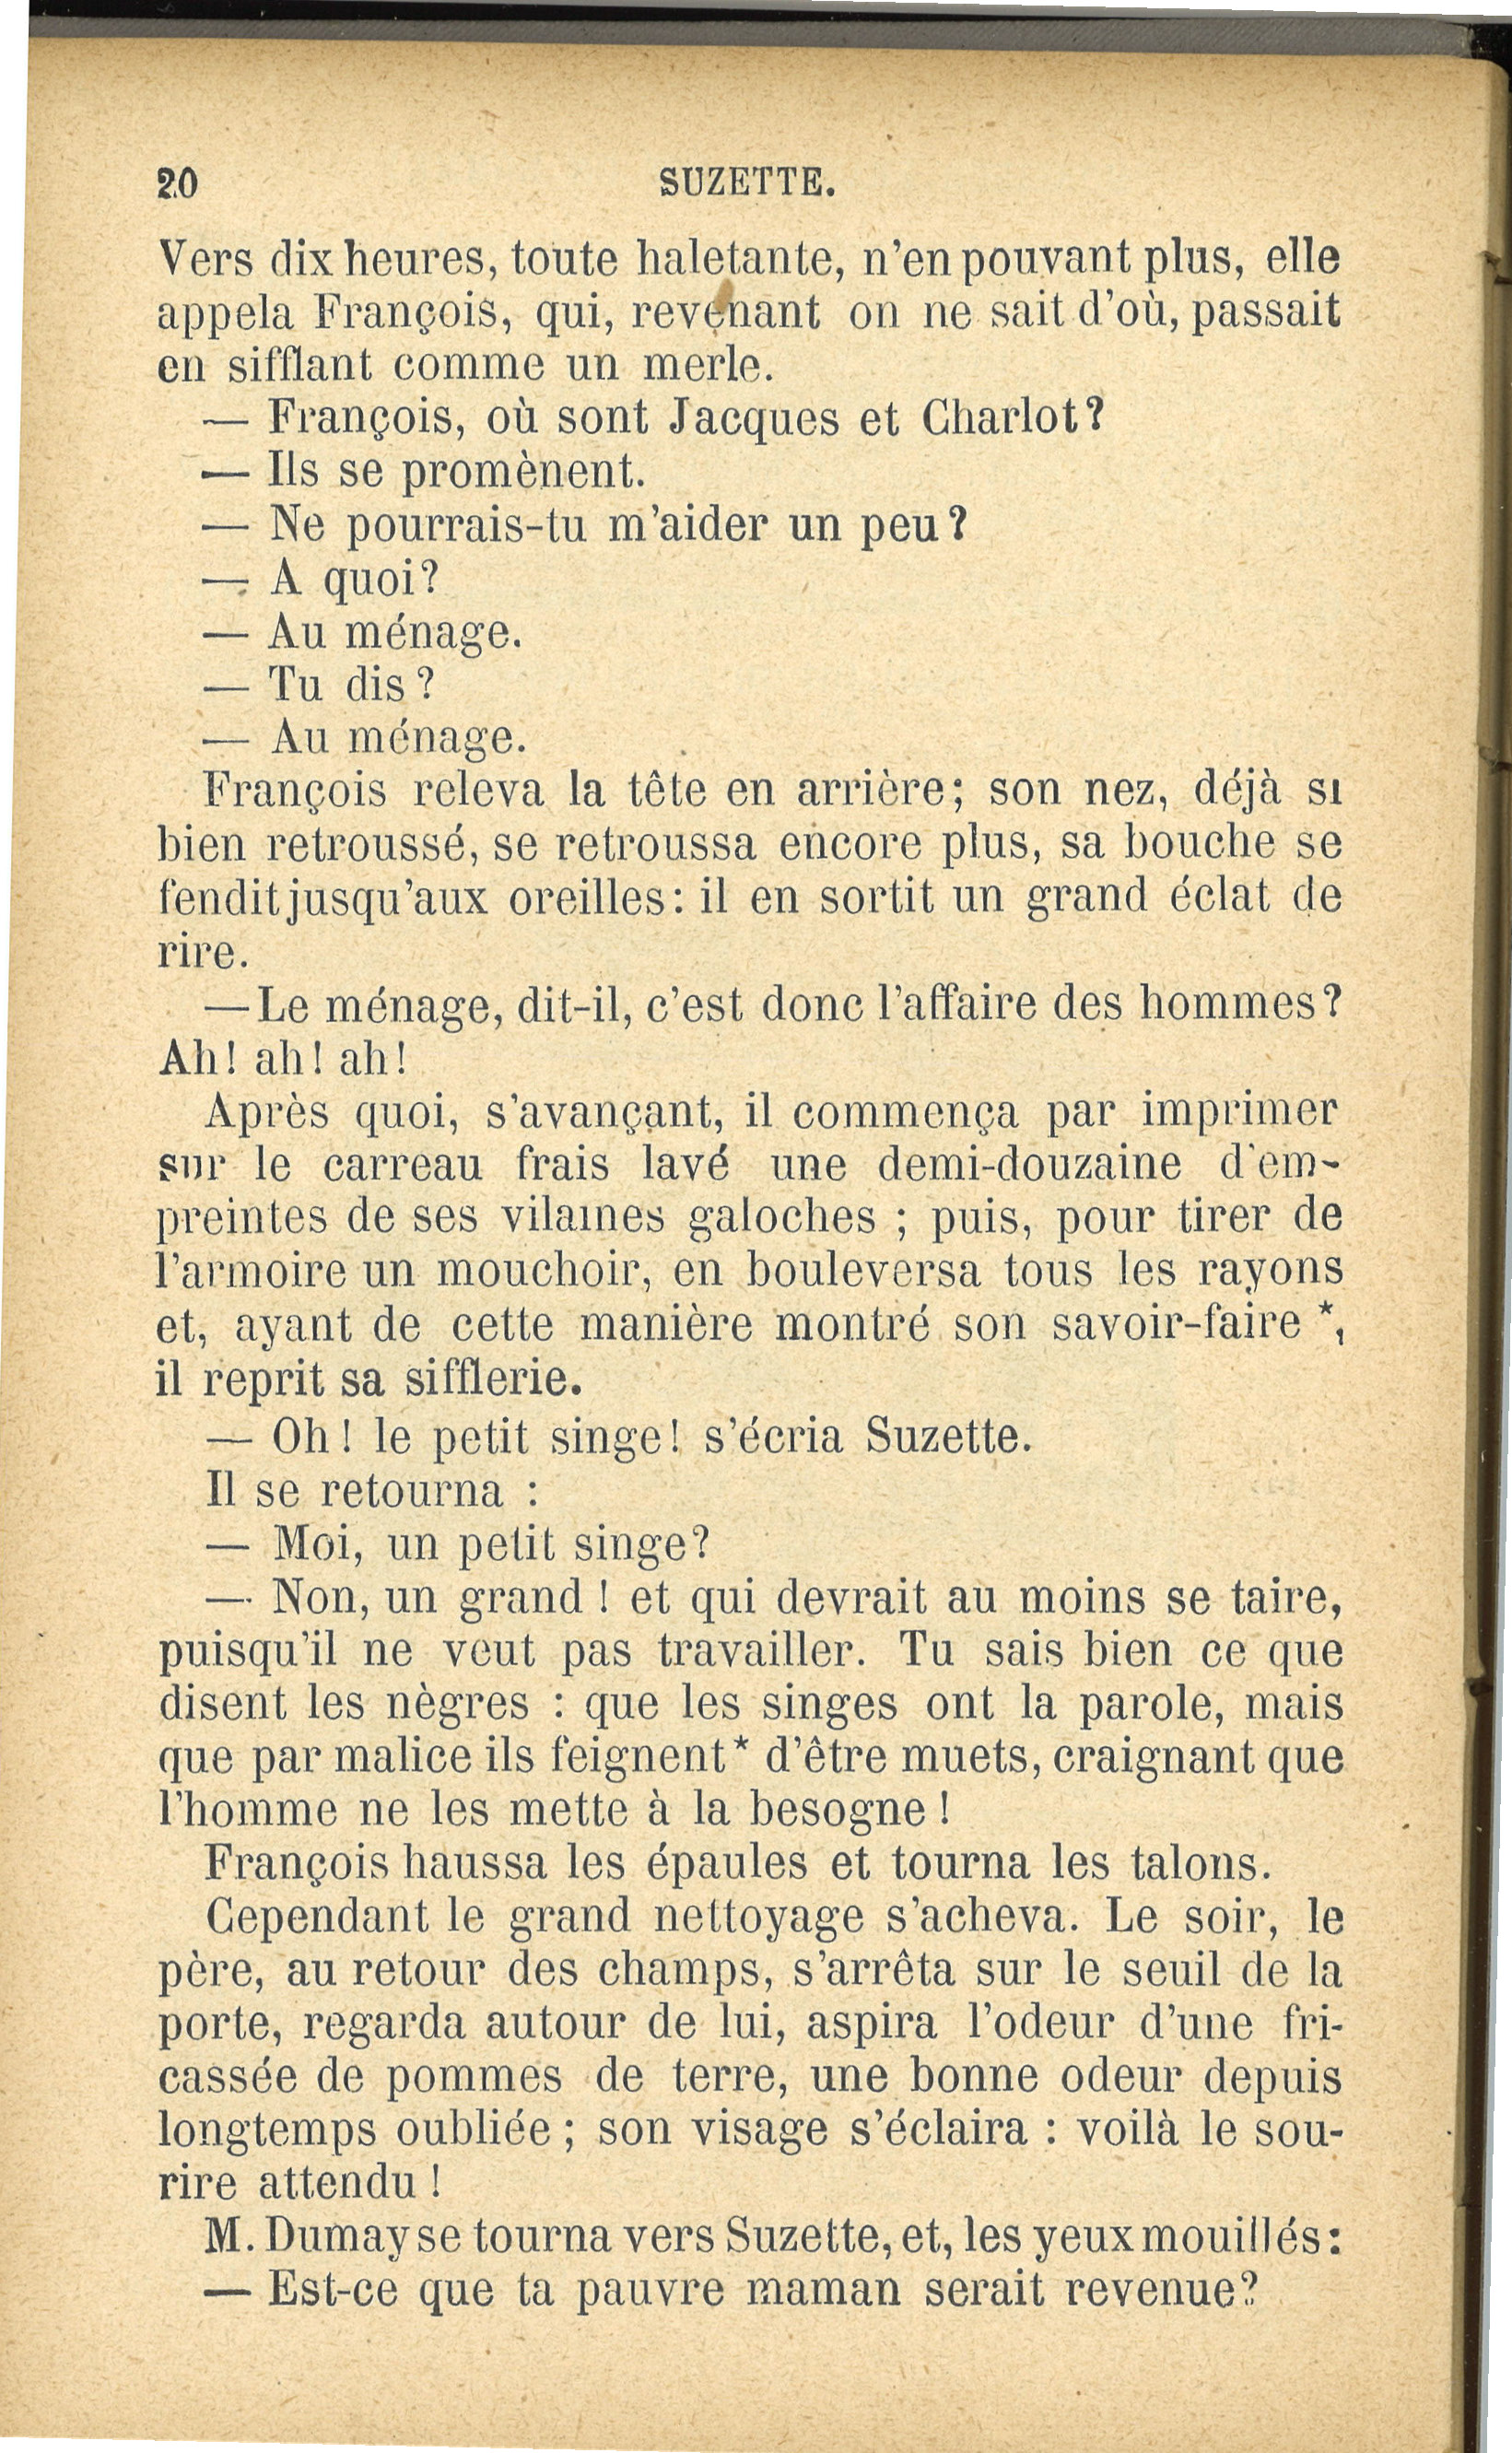 20 SUZETTE.
Vers dix heures, toute haletante, n'en pouvant plus, elle
appela François, qui, revenant on ne sait d'où, passait
en sifflant comme un merle.
— François, où sont Jacques et Charlot?
— Ils se promènent.
— Ne pourrais-tu m'aider un peu?
— A quoi?
— Au ménage.
— Tu dis?
— Au ménage.
François releva la tête en arrière; son nez, déjà si
bien retroussé, se retroussa encore plus, sa bouche se
fendit jusqu'aux oreilles: il en sortit un grand éclat de
rire.
— Le ménage, dit-il, c'est donc l'affaire des hommes?
Ah! ah! ah!
Après quoi, s'avançant, il commença par imprimer
sur le carreau frais lavé une demi-douzaine d'em-
preintes de ses vilaines galoches ; puis, pour tirer de
l'armoire un mouchoir, en bouleversa tous les rayons
et, ayant de cette manière montré son savoir-faire *,
il reprit sa sifflerie.
— Oh! le petit singe! s'écria Suzette.
Il se retourna :
— Moi, un petit singe?
— Non, un grand! et qui devrait au moins se taire,
puisqu'il ne veut pas travailler. Tu sais bien ce que
disent les nègres : que les singes ont la parole, mais
que par malice ils feignent* d'être muets, craignant que
l'homme ne les mette à la besogne!
François haussa les épaules et tourna les talons.
Cependant le grand nettoyage s'acheva. Le soir, le
père, au retour des champs, s'arrêta sur le seuil de la
porte, regarda autour de lui, aspira l'odeur d'une fri-
cassée de pommes de terre, une bonne odeur depuis
longtemps oubliée; son visage s'éclaira : voilà le sou-
rire attendu!
M. Dumay se tourna vers Suzette, et, les yeux mouillés:
— Est-ce que ta pauvre maman serait revenue?